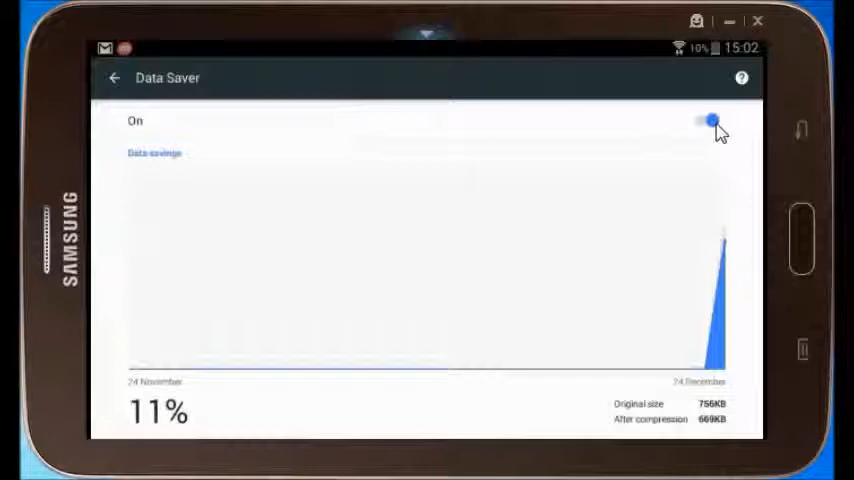 10% 15:02
Data Saver
On
Data savings
24 November 24 December
11%
Original size 756KB
After compression 669KB
SAMSUNG